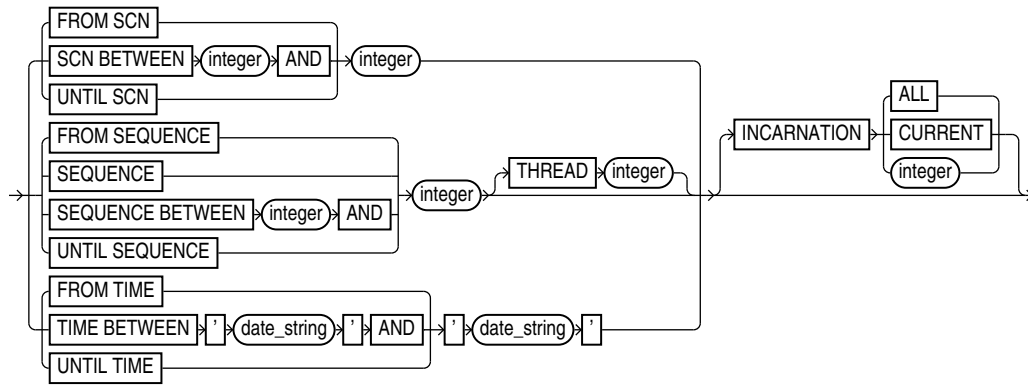 FROM SCN
SCN BETWEEN integer AND integer
UNTIL SCN
FROM SEQUENCE
SEQUENCE
SEQUENCE BETWEEN integer AND
UNTIL SEQUENCE
integer
THREAD integer
FROM TIME
TIME BETWEEN ' date_string ' AND ' date_string '
UNTIL TIME
INCARNATION
ALL
CURRENT
integer